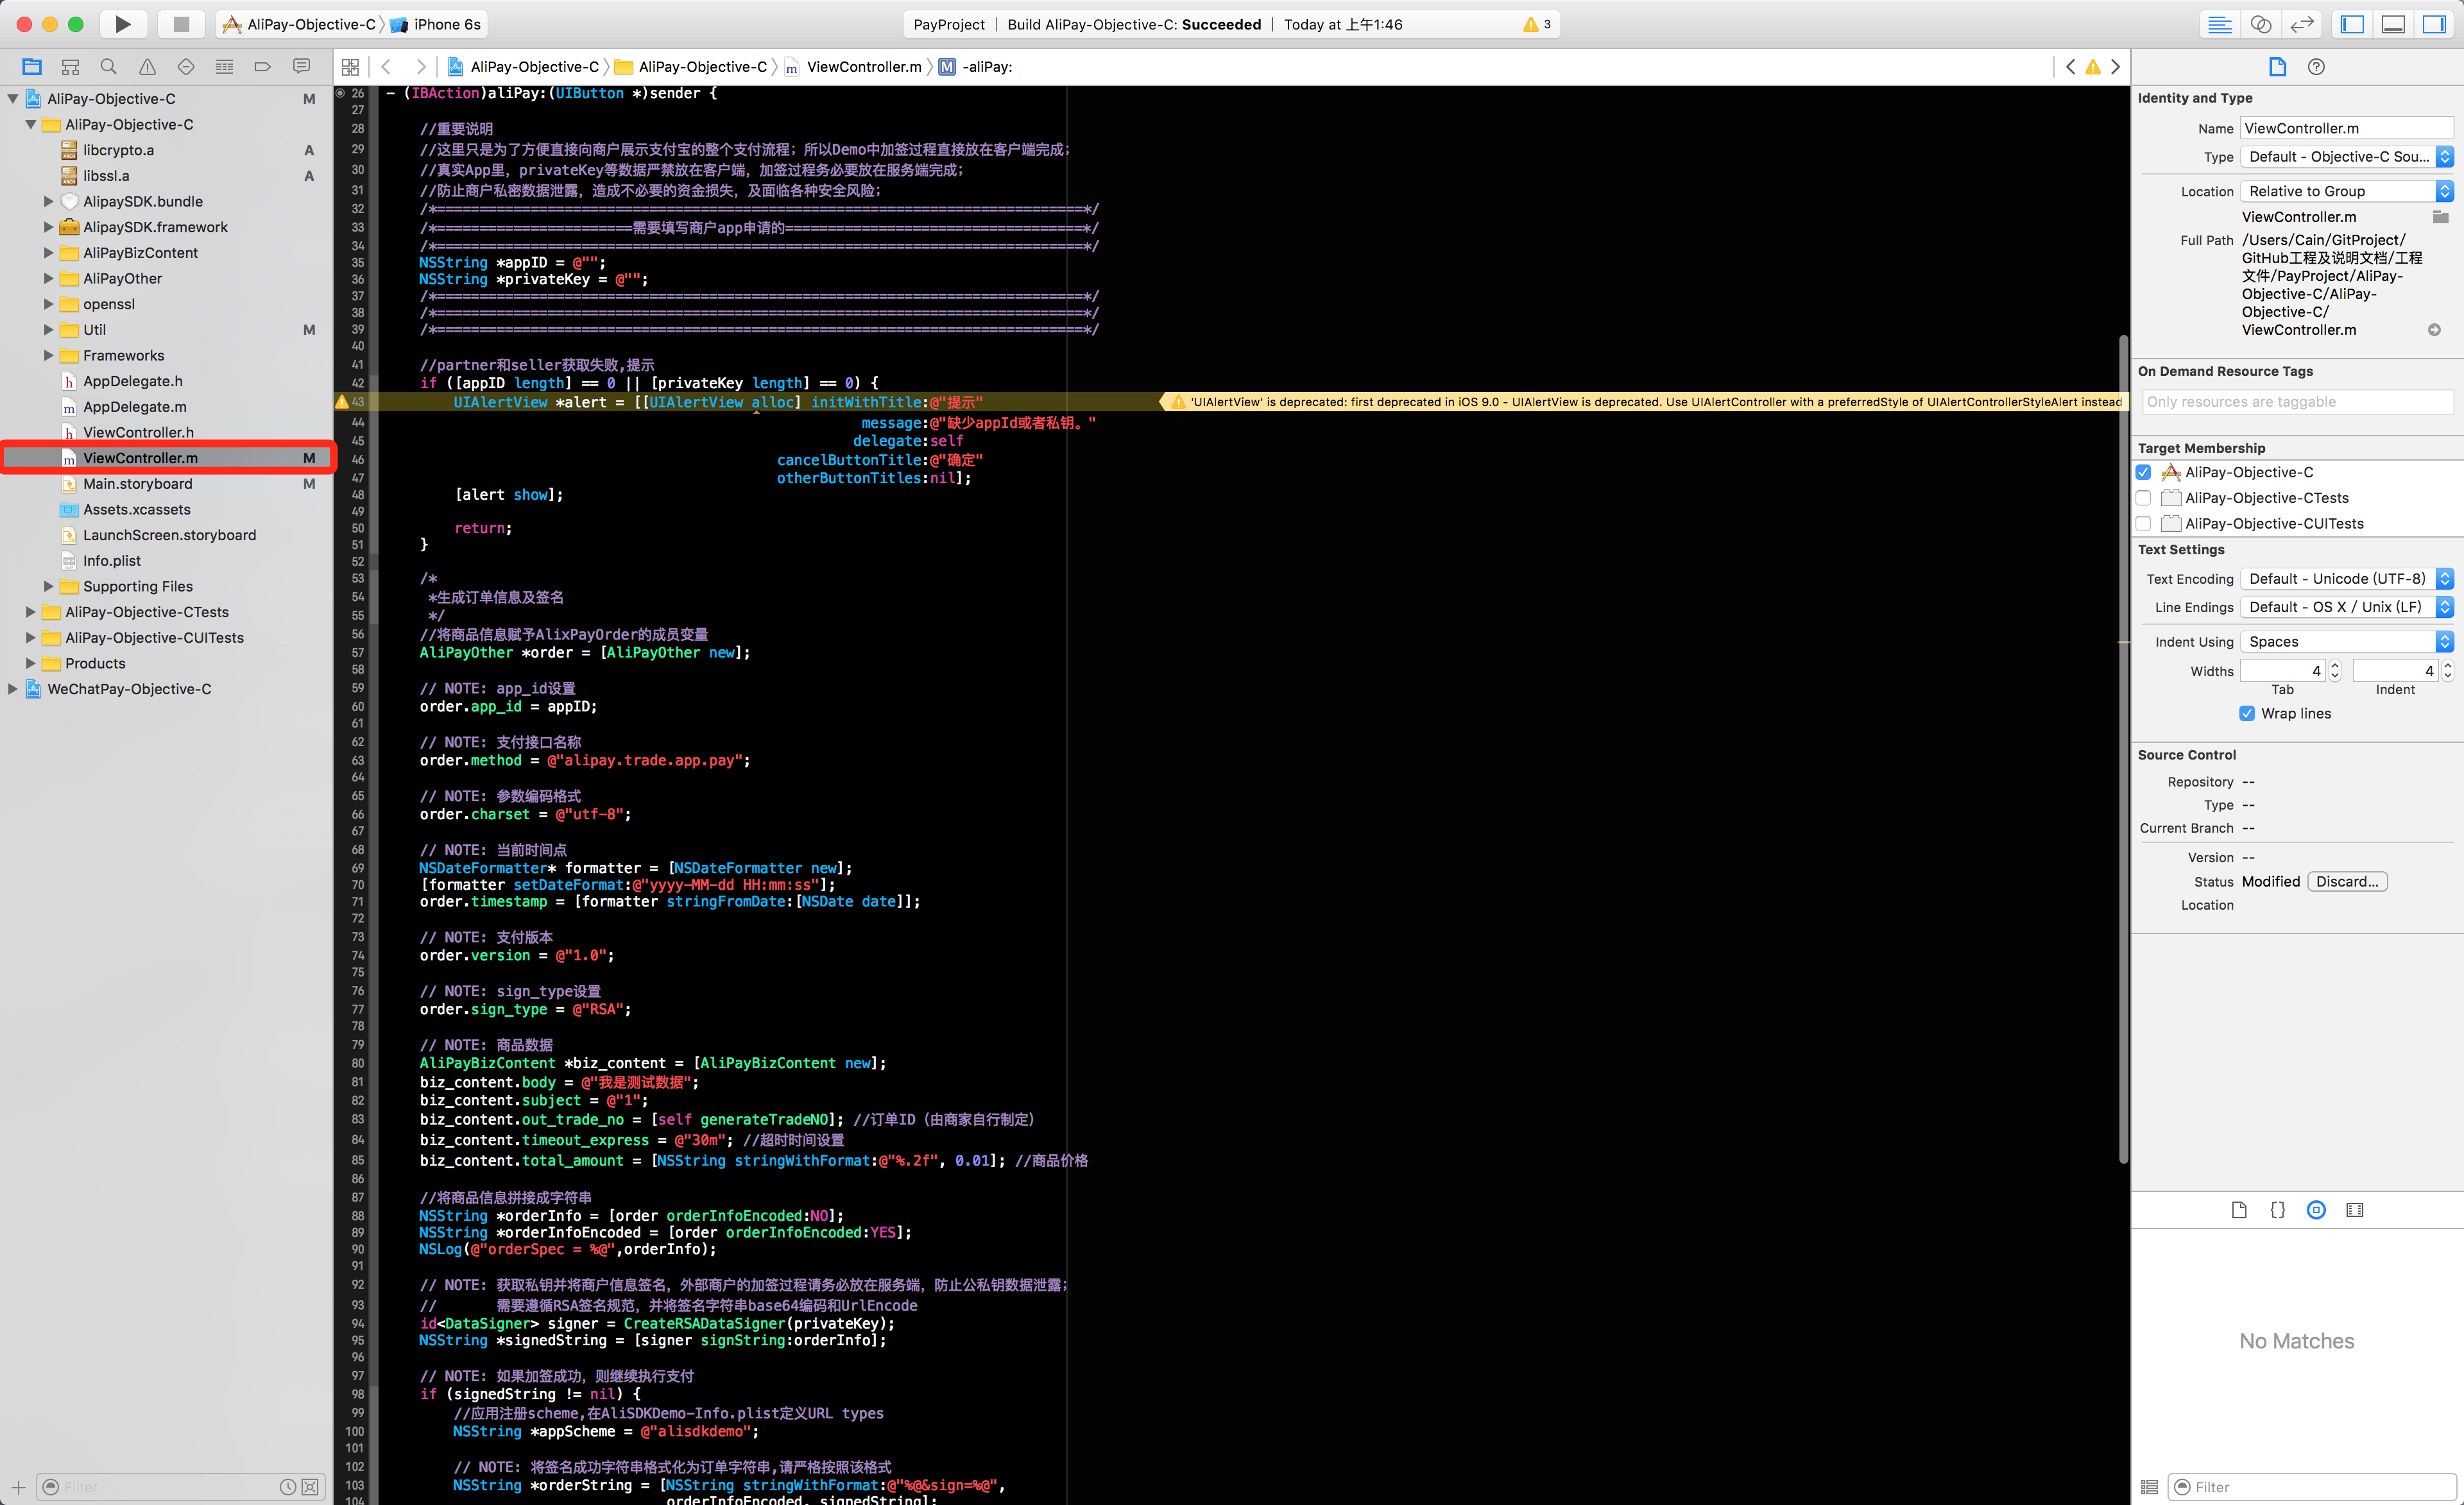 AliPay-Objective-C 〉 iPhone 6s
PayProject | Build AliPay-Objective-C: Succeeded | Today at 上午1:46
3
AliPay-Objective-C 〉 AliPay-Objective-C 〉 m ViewController.m 〉 M -aliPay:
AliPay-Objective-C M
AliPay-Objective-C
libcrypto.a A
libssl.a A
AlipaySDK.bundle
AlipaySDK.framework
AliPayBizContent
AliPayOther
openssl
Util M
Frameworks
h AppDelegate.h
m AppDelegate.m
h ViewController.h
m ViewController.m M
Main.storyboard M
Assets.xcassets
LaunchScreen.storyboard
Info.plist
Supporting Files
AliPay-Objective-CTests
AliPay-Objective-CUITests
Products
WeChatPay-Objective-C
Filter
26 - (IBAction)aliPay:(UIButton *)sender {
27
28 //重要说明
29 //这里只是为了方便直接向商户展示支付宝的整个支付流程；所以Demo中加签过程直接放在客户端完成；
30 //真实App里，privateKey等数据严禁放在客户端，加签过程务必要放在服务端完成；
31 //防止商户私密数据泄露，造成不必要的资金损失，及面临各种安全风险；
32 /*============================================================================*/
33 /*=======================需要填写商户app申请的===================================*/
34 /*============================================================================*/
35 NSString *appID = @"";
36 NSString *privateKey = @"";
37 /*============================================================================*/
38 /*============================================================================*/
39 /*============================================================================*/
40
41 //partner和seller获取失败,提示
42 if ([appID length] == 0 || [privateKey length] == 0) {
43 UIAlertView *alert = [[UIAlertView alloc] initWithTitle:@"提示"
'UIAlertView' is deprecated: first deprecated in iOS 9.0 - UIAlertView is deprecated. Use UIAlertController with a preferredStyle of UIAlertControllerStyleAlert instead
44 message:@"缺少appId或者私钥。"
45 delegate:self
46 cancelButtonTitle:@"确定"
47 otherButtonTitles:nil];
48 [alert show];
49
50 return;
51 }
52
53 /*
54 *生成订单信息及签名
55 */
56 //将商品信息赋予AlixPayOrder的成员变量
57 AliPayOther *order = [AliPayOther new];
58
59 // NOTE: app_id设置
60 order.app_id = appID;
61
62 // NOTE: 支付接口名称
63 order.method = @"alipay.trade.app.pay";
64
65 // NOTE: 参数编码格式
66 order.charset = @"utf-8";
67
68 // NOTE: 当前时间点
69 NSDateFormatter* formatter = [NSDateFormatter new];
70 [formatter setDateFormat:@"yyyy-MM-dd HH:mm:ss"];
71 order.timestamp = [formatter stringFromDate:[NSDate date]];
72
73 // NOTE: 支付版本
74 order.version = @"1.0";
75
76 // NOTE: sign_type设置
77 order.sign_type = @"RSA";
78
79 // NOTE: 商品数据
80 AliPayBizContent *biz_content = [AliPayBizContent new];
81 biz_content.body = @"我是测试数据";
82 biz_content.subject = @"1";
83 biz_content.out_trade_no = [self generateTradeNO]; //订单ID（由商家自行制定）
84 biz_content.timeout_express = @"30m"; //超时时间设置
85 biz_content.total_amount = [NSString stringWithFormat:@"%.2f", 0.01]; //商品价格
86
87 //将商品信息拼接成字符串
88 NSString *orderInfo = [order orderInfoEncoded:NO];
89 NSString *orderInfoEncoded = [order orderInfoEncoded:YES];
90 NSLog(@"orderSpec = %@",orderInfo);
91
92 // NOTE: 获取私钥并将商户信息签名，外部商户的加签过程请务必放在服务端，防止公私钥数据泄露；
93 // 需要遵循RSA签名规范，并将签名字符串base64编码和UrlEncode
94 id<DataSigner> signer = CreateRSADataSigner(privateKey);
95 NSString *signedString = [signer signString:orderInfo];
96
97 // NOTE: 如果加签成功，则继续执行支付
98 if (signedString != nil) {
99 //应用注册scheme,在AliSDKDemo-Info.plist定义URL types
100 NSString *appScheme = @"alisdkdemo";
101
102 // NOTE: 将签名成功字符串格式化为订单字符串,请严格按照该格式
103 NSString *orderString = [NSString stringWithFormat:@"%@&sign=%@",
104 orderInfoEncoded, signedString];
Identity and Type
Name ViewController.m
Type Default - Objective-C Sou...
Location Relative to Group
ViewController.m
Full Path /Users/Cain/GitProject/
GitHub工程及说明文档/工程
文件/PayProject/AliPay-
Objective-C/AliPay-
Objective-C/
ViewController.m
On Demand Resource Tags
Only resources are taggable
Target Membership
AliPay-Objective-C
AliPay-Objective-CTests
AliPay-Objective-CUITests
Text Settings
Text Encoding Default - Unicode (UTF-8)
Line Endings Default - OS X / Unix (LF)
Indent Using Spaces
Widths 4 4
Tab Indent
Wrap lines
Source Control
Repository --
Type --
Current Branch --
Version --
Status Modified Discard...
Location
{}
No Matches
Filter